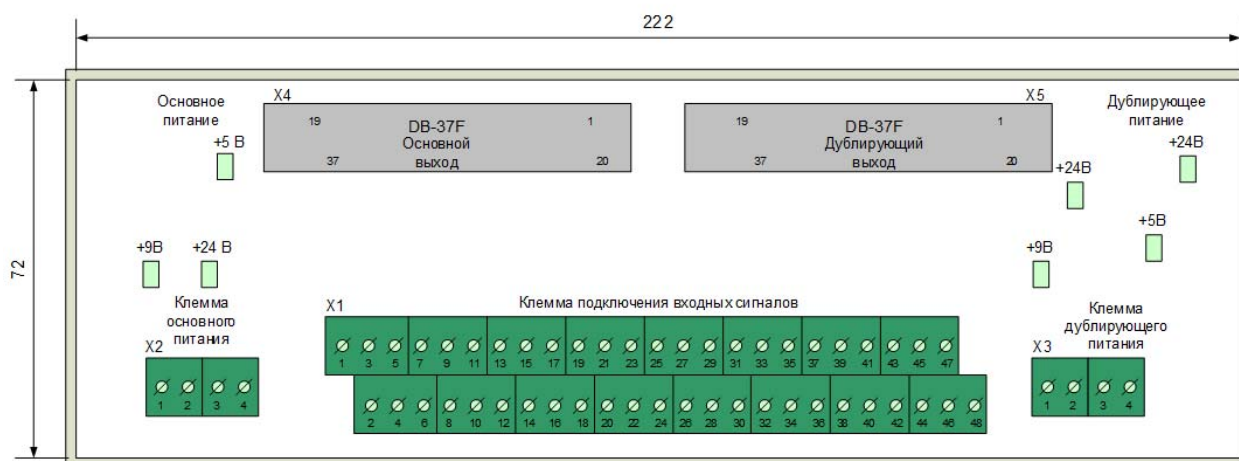 222
72
Основное
питание
+5 В
X4
19 DB-37F 1
Основной
37 выход 20
X5
19 DB-37F 1
Дублирующий
37 выход 20
Дублирующее
питание
+24В
+24В
+9В +24 В
+9В
+5В
Клемма
основного
питания
X2
1 2 3 4
X1
Клемма подключения входных сигналов
1 3 5 7 9 11 13 15 17 19 21 23 25 27 29 31 33 35 37 39 41 43 45 47
2 4 6 8 10 12 14 16 18 20 22 24 26 28 30 32 34 36 38 40 42 44 46 48
Клемма
дублирующего
питания
X3
1 2 3 4